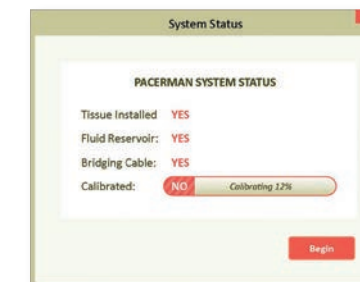 System Status
PACERMAN SYSTEM STATUS
Tissue Installed YES
Fluid Reservoir: YES
Bridging Cable: YES
Calibrated: NO Calibrating 12%
Begin